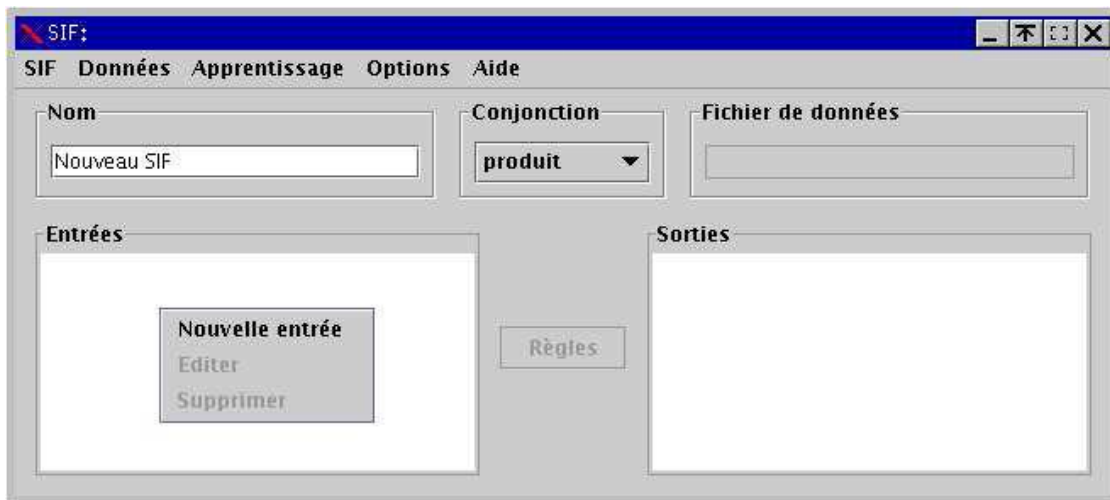 SIF:
SIF Données Apprentissage Options Aide
Nom
Conjonction
Fichier de données
Nouveau SIF
produit
Entrées
Sorties
Nouvelle entrée
Editer
Supprimer
Règles